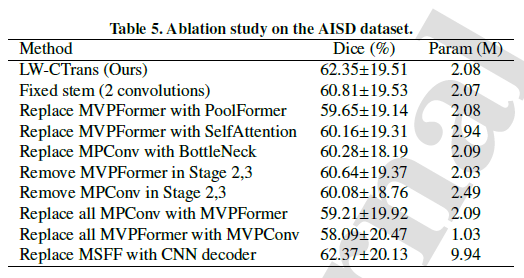 Table 5. Ablation study on the AISD dataset.
Method Dice (%) Param (M)
LW-CTrans (Ours) 62.35±19.51 2.08
Fixed stem (2 convolutions) 60.81±19.53 2.07
Replace MVPFormer with PoolFormer 59.65±19.14 2.08
Replace MVPFormer with SelfAttention 60.16±19.31 2.94
Replace MPConv with BottleNeck 60.28±18.19 2.09
Remove MVPFormer in Stage 2,3 60.64±19.37 2.03
Remove MPConv in Stage 2,3 60.08±18.76 2.49
Replace all MPConv with MVPFormer 59.21±19.92 2.09
Replace all MVPFormer with MVPConv 58.09±20.47 1.03
Replace MSFF with CNN decoder 62.37±20.13 9.94